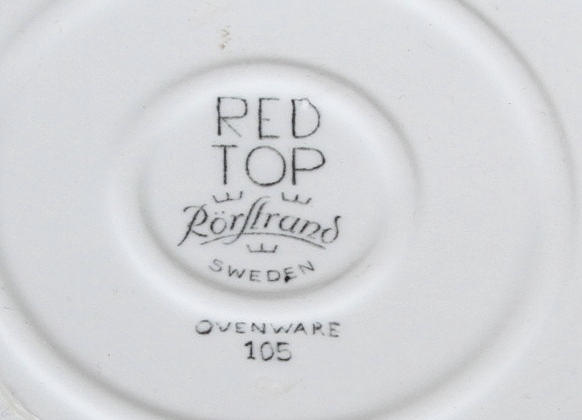 RED
TOP
Rörstrand
SWEDEN
OVENWARE
105